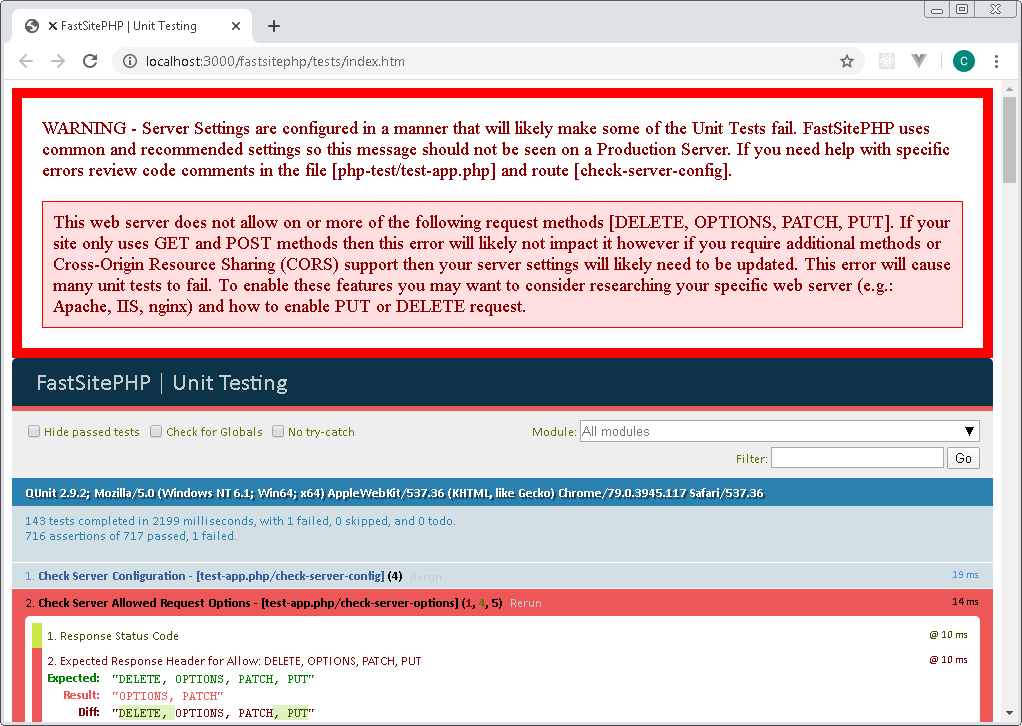 FastSitePHP | Unit Testing
localhost:3000/fastsitephp/tests/index.htm
C
WARNING - Server Settings are configured in a manner that will likely make some of the Unit Tests fail. FastSitePHP uses
common and recommended settings so this message should not be seen on a Production Server. If you need help with specific
errors review code comments in the file [php-test/test-app.php] and route [check-server-config].
This web server does not allow on or more of the following request methods [DELETE, OPTIONS, PATCH, PUT]. If your
site only uses GET and POST methods then this error will likely not impact it however if you require additional methods or
Cross-Origin Resource Sharing (CORS) support then your server settings will likely need to be updated. This error will cause
many unit tests to fail. To enable these features you may want to consider researching your specific web server (e.g.:
Apache, IIS, nginx) and how to enable PUT or DELETE request.
FastSitePHP | Unit Testing
Hide passed tests Check for Globals No try-catch Module: All modules
Filter: Go
QUnit 2.9.2; Mozilla/5.0 (Windows NT 6.1; Win64; x64) AppleWebKit/537.36 (KHTML, like Gecko) Chrome/79.0.3945.117 Safari/537.36
143 tests completed in 2199 milliseconds, with 1 failed, 0 skipped, and 0 todo.
716 assertions of 717 passed, 1 failed.
1. Check Server Configuration - [test-app.php/check-server-config] (4) Rerun 19 ms
2. Check Server Allowed Request Options - [test-app.php/check-server-options] (1, 4, 5) Rerun 14 ms
1. Response Status Code @ 10 ms
2. Expected Response Header for Allow: DELETE, OPTIONS, PATCH, PUT @ 10 ms
Expected: "DELETE, OPTIONS, PATCH, PUT"
Result: "OPTIONS, PATCH"
Diff: "DELETE, OPTIONS, PATCH, PUT"